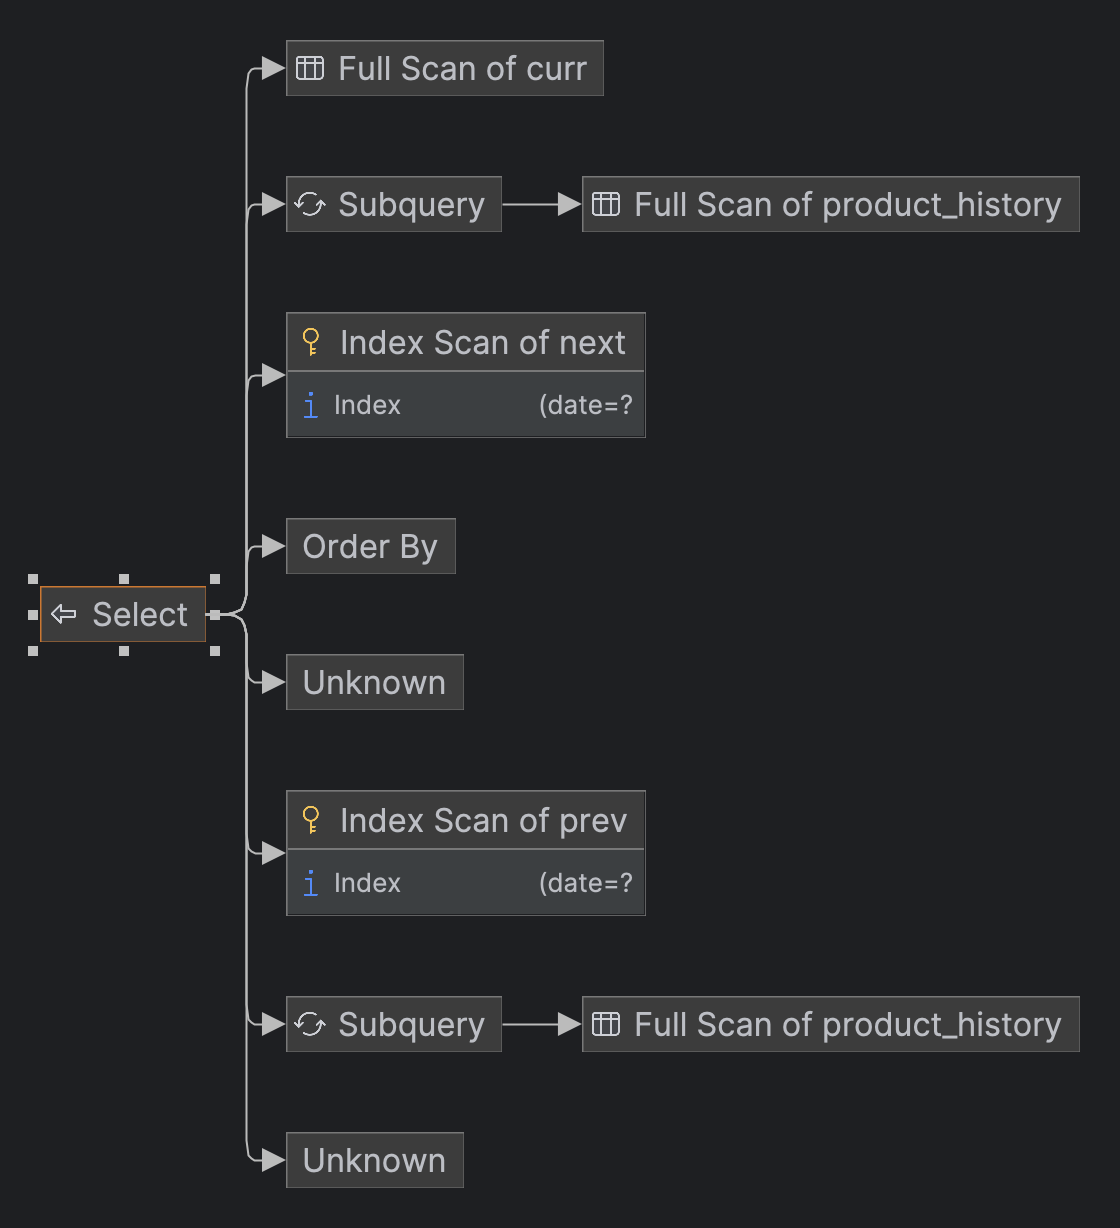 Full Scan of curr
Subquery
Full Scan of product_history
Index Scan of next
Index (date=?
Order By
Select
Unknown
Index Scan of prev
Index (date=?
Subquery
Full Scan of product_history
Unknown